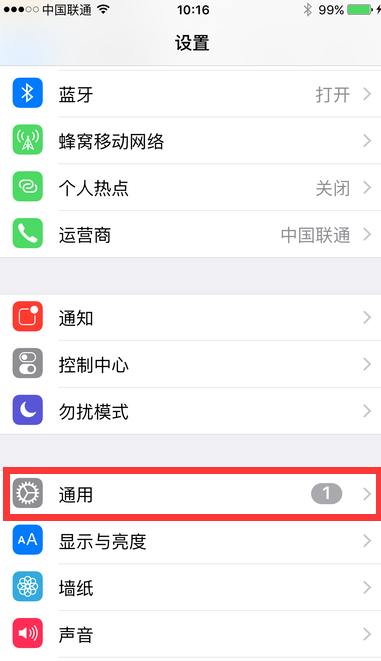 中国联通 10:16 99%
设置
蓝牙 打开
蜂窝移动网络
个人热点 关闭
运营商 中国联通
通知
控制中心
勿扰模式
通用 1
AA 显示与亮度
墙纸
声音